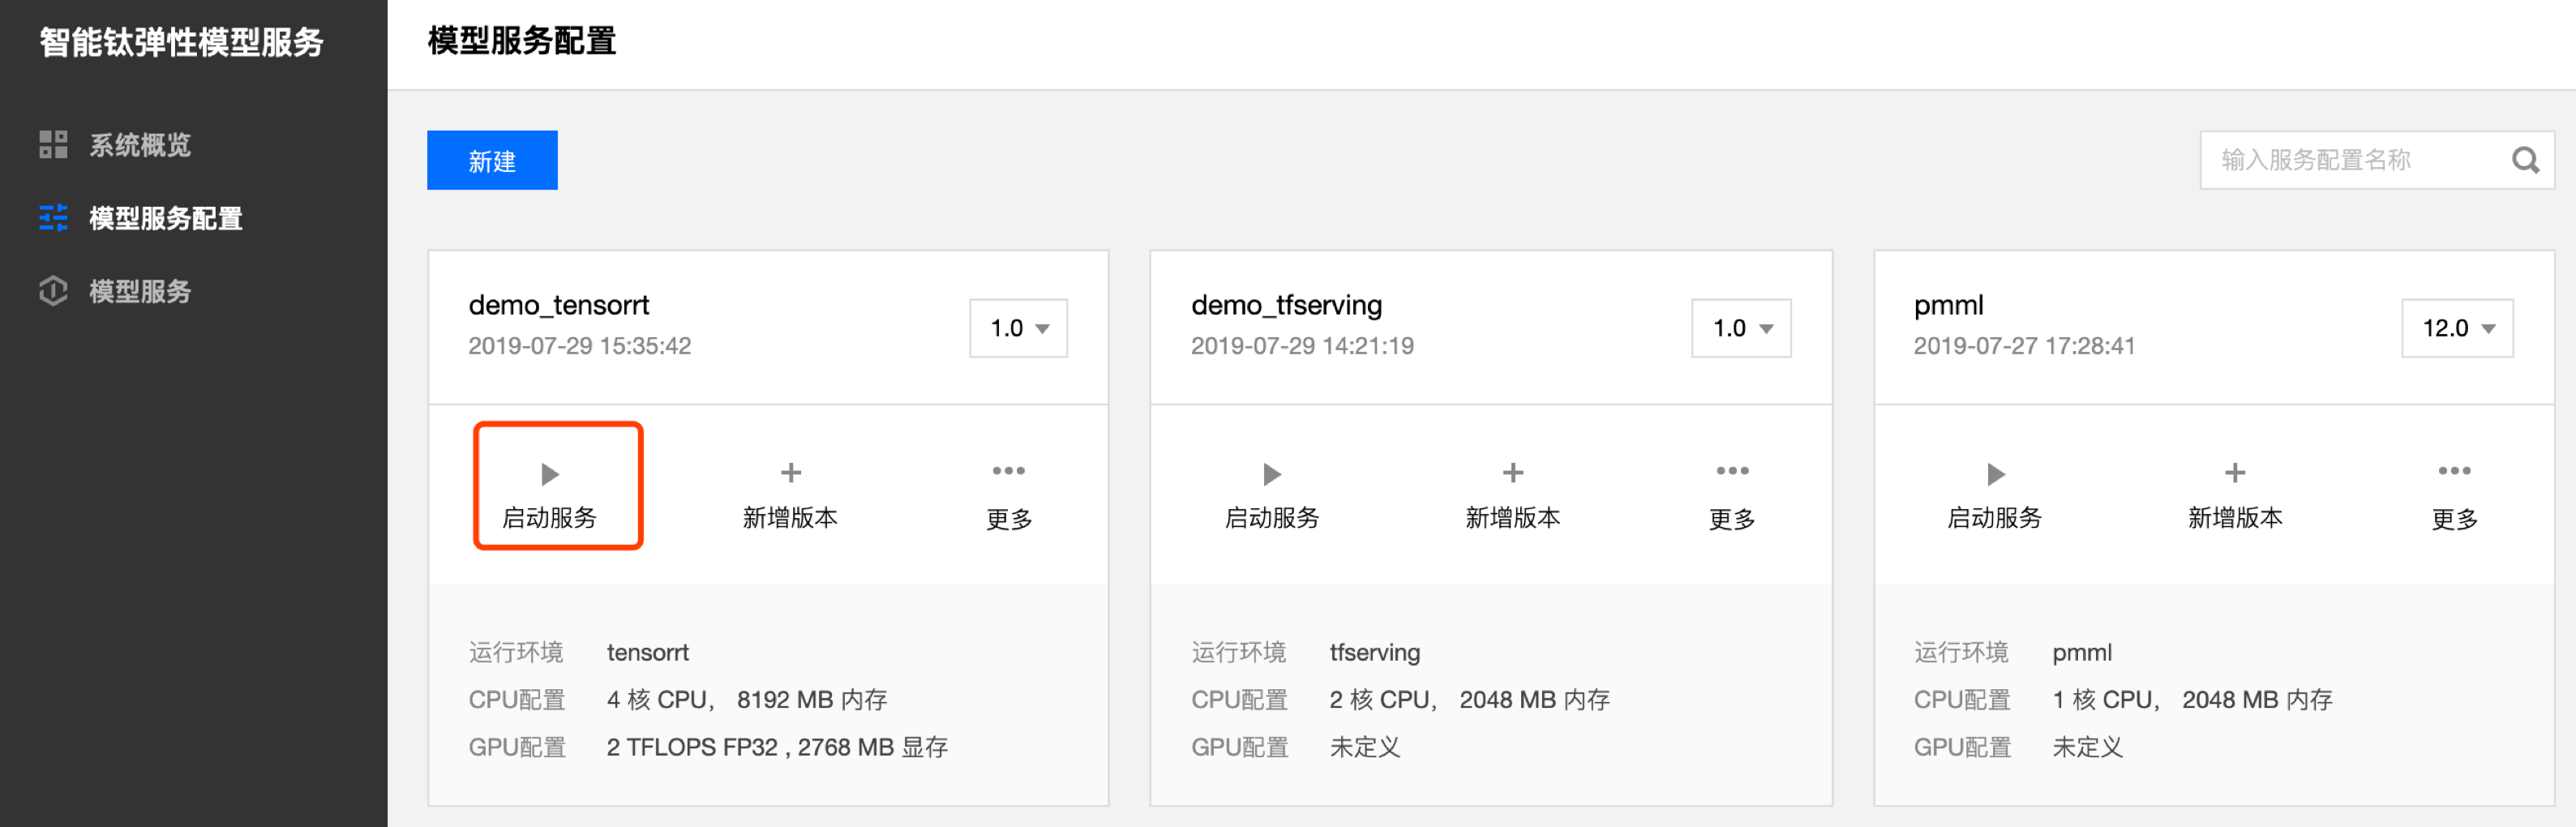 智能钛弹性模型服务
系统概览
模型服务配置
模型服务
模型服务配置
新建
输入服务配置名称
demo_tensorrt
2019-07-29 15:35:42
1.0
启动服务
新增版本
更多
运行环境 tensorrt
CPU配置 4 核 CPU， 8192 MB 内存
GPU配置 2 TFLOPS FP32 , 2768 MB 显存
demo_tfserving
2019-07-29 14:21:19
1.0
启动服务
新增版本
更多
运行环境 tfserving
CPU配置 2 核 CPU， 2048 MB 内存
GPU配置 未定义
pmml
2019-07-27 17:28:41
12.0
启动服务
新增版本
更多
运行环境 pmml
CPU配置 1 核 CPU， 2048 MB 内存
GPU配置 未定义